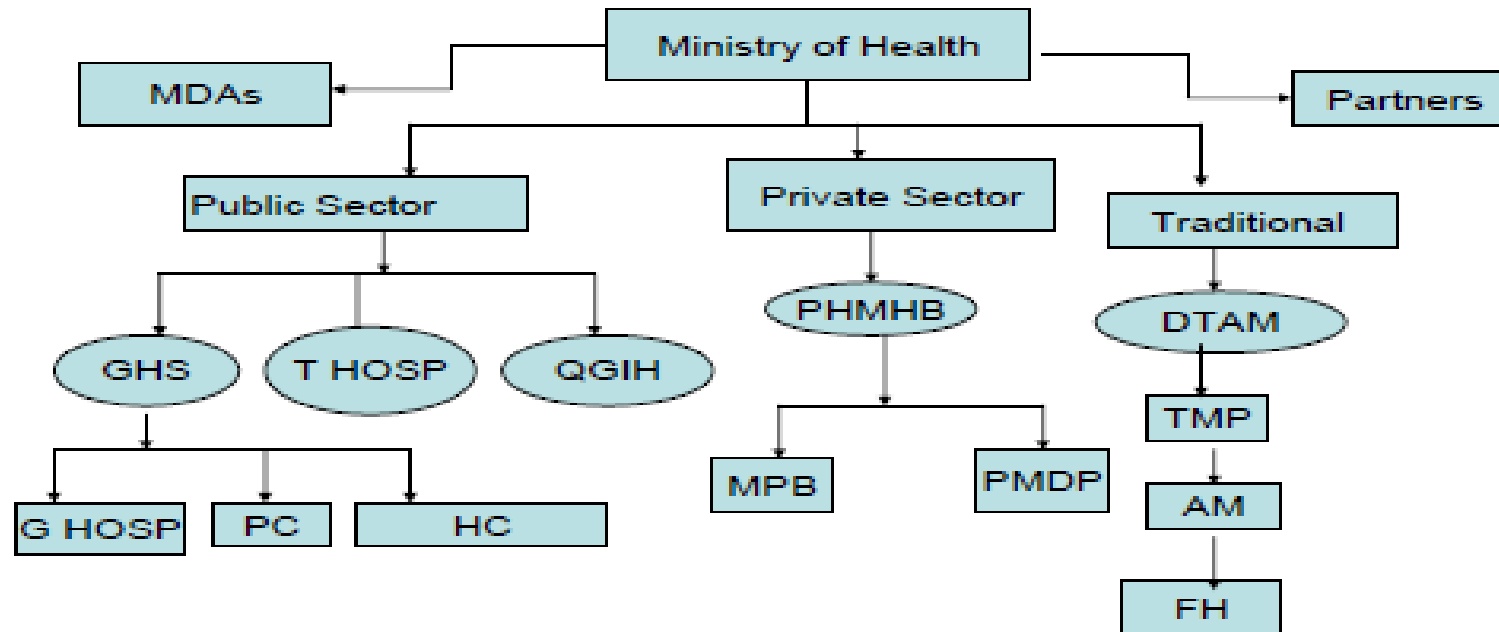 Ministry of Health
MDAs
Partners
Public Sector
Private Sector
Traditional
PHMHB
DTAM
GHS
T HOSP
QGIH
TMP
MPB
PMDP
AM
G HOSP
PC
HC
FH